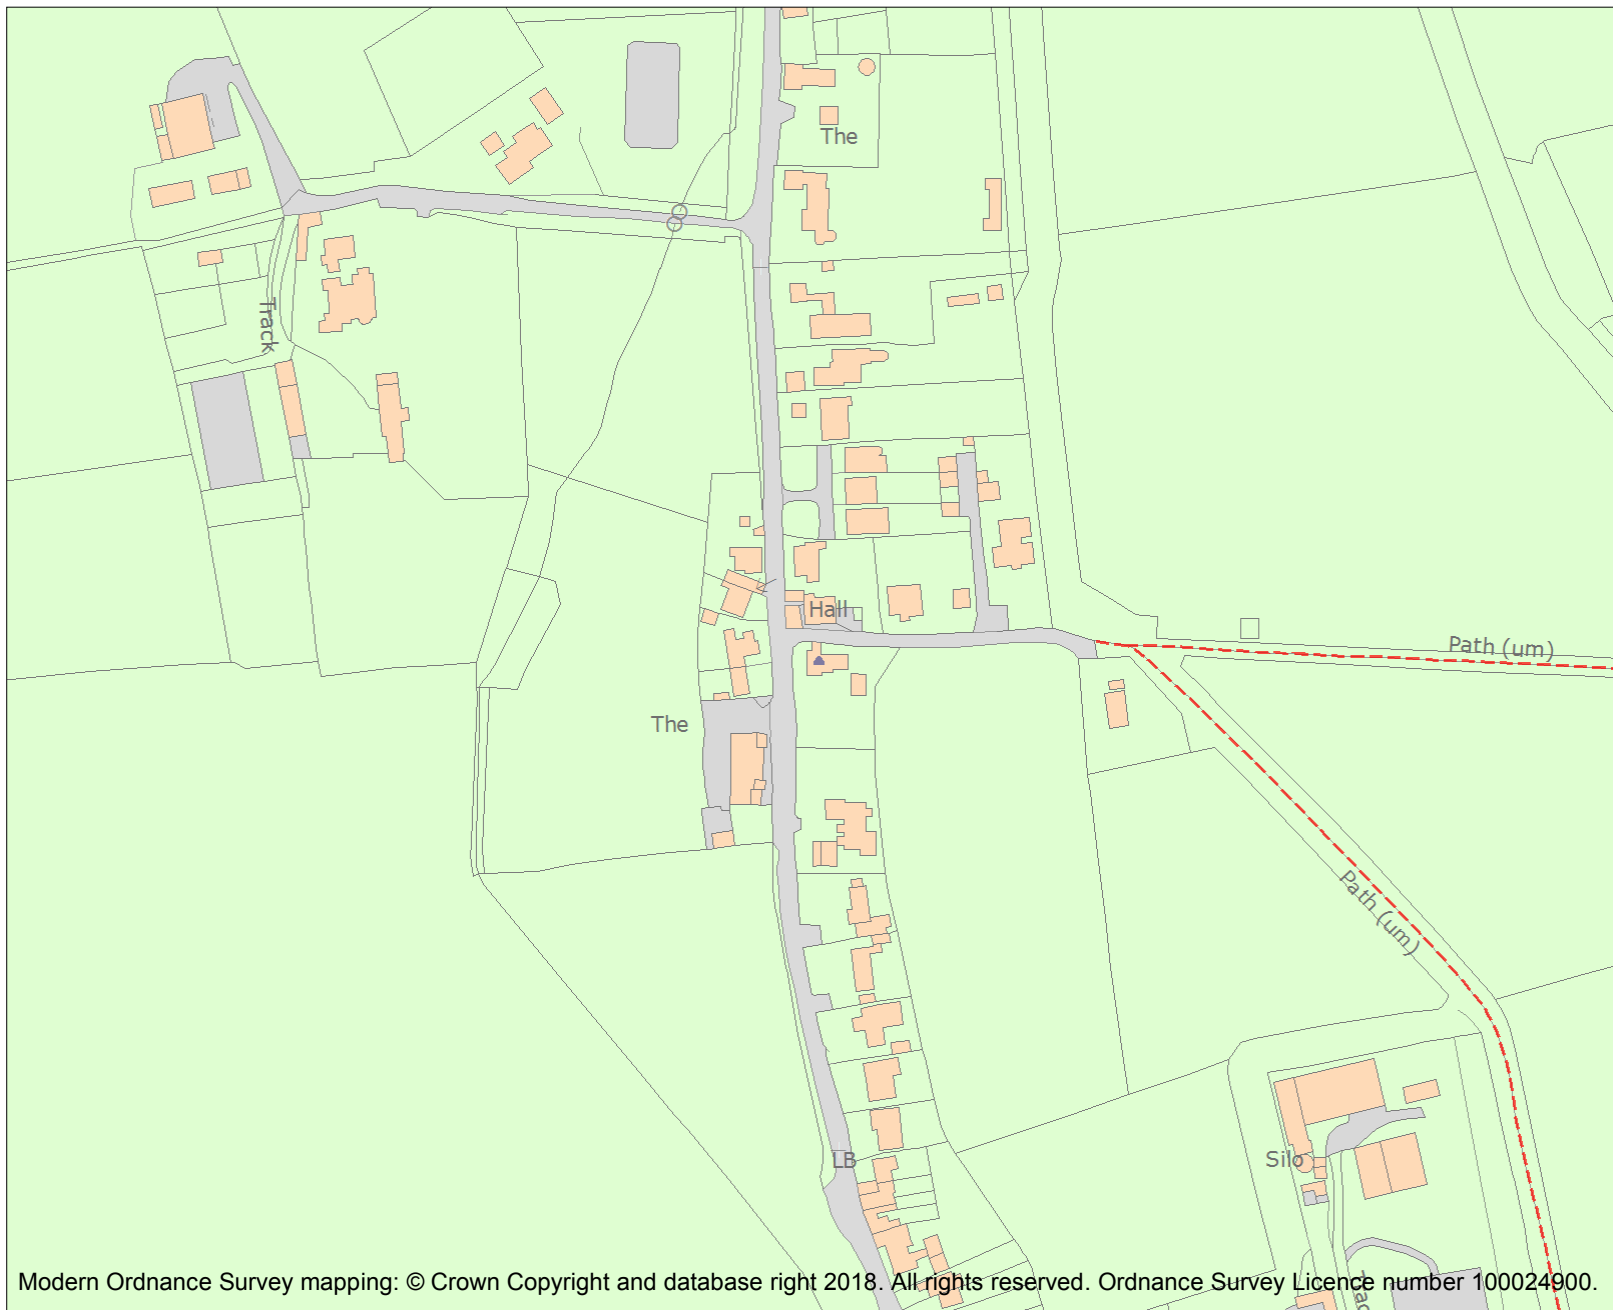 The
Track
Hall
Path (um)
The
Path (um)
LB
Silo
Modern Ordnance Survey mapping: © Crown Copyright and database right 2018. All rights reserved. Ordnance Survey Licence number 100024900.